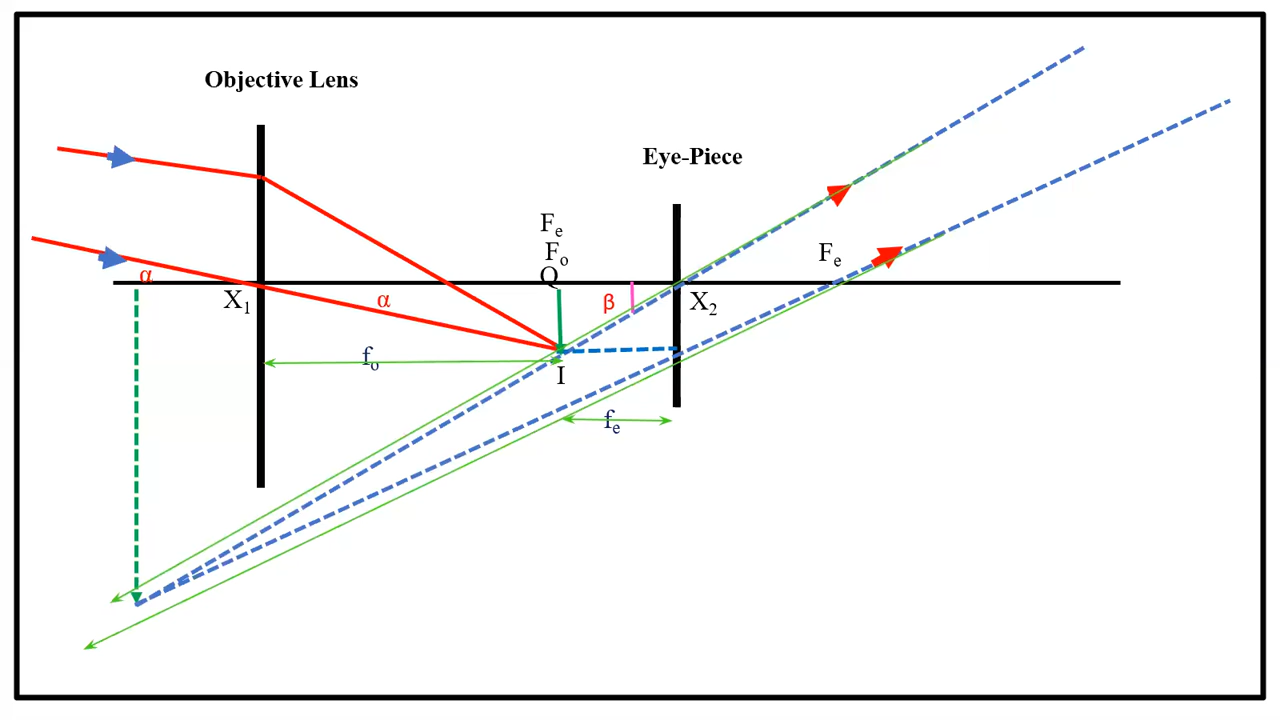 Objective Lens
Eye-Piece
Fe
Fo
Fe
Q
α
X1
α
β
X2
fo
I
fe